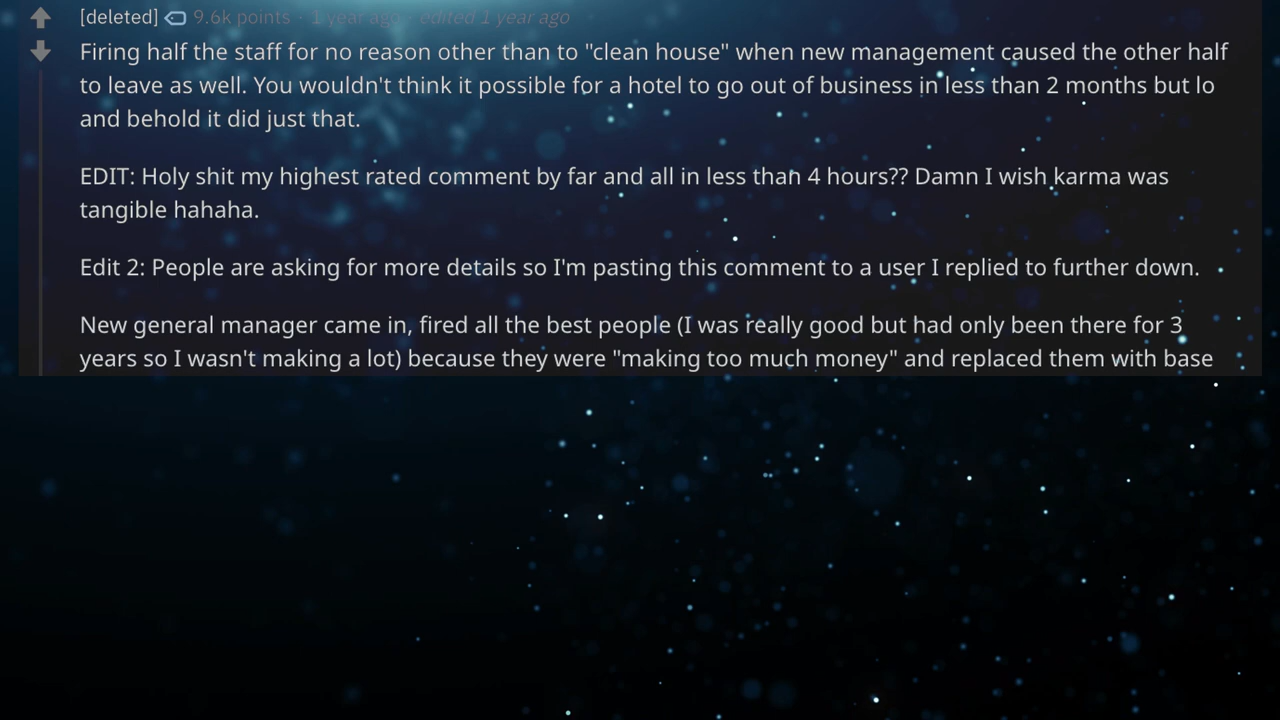 [deleted] 9.6k points · 1 year ago · edited 1 year ago
Firing half the staff for no reason other than to "clean house" when new management caused the other half
to leave as well. You wouldn't think it possible for a hotel to go out of business in less than 2 months but lo
and behold it did just that.
EDIT: Holy shit my highest rated comment by far and all in less than 4 hours?? Damn I wish karma was
tangible hahaha.
Edit 2: People are asking for more details so I'm pasting this comment to a user I replied to further down.
New general manager came in, fired all the best people (I was really good but had only been there for 3
years so I wasn't making a lot) because they were "making too much money" and replaced them with base